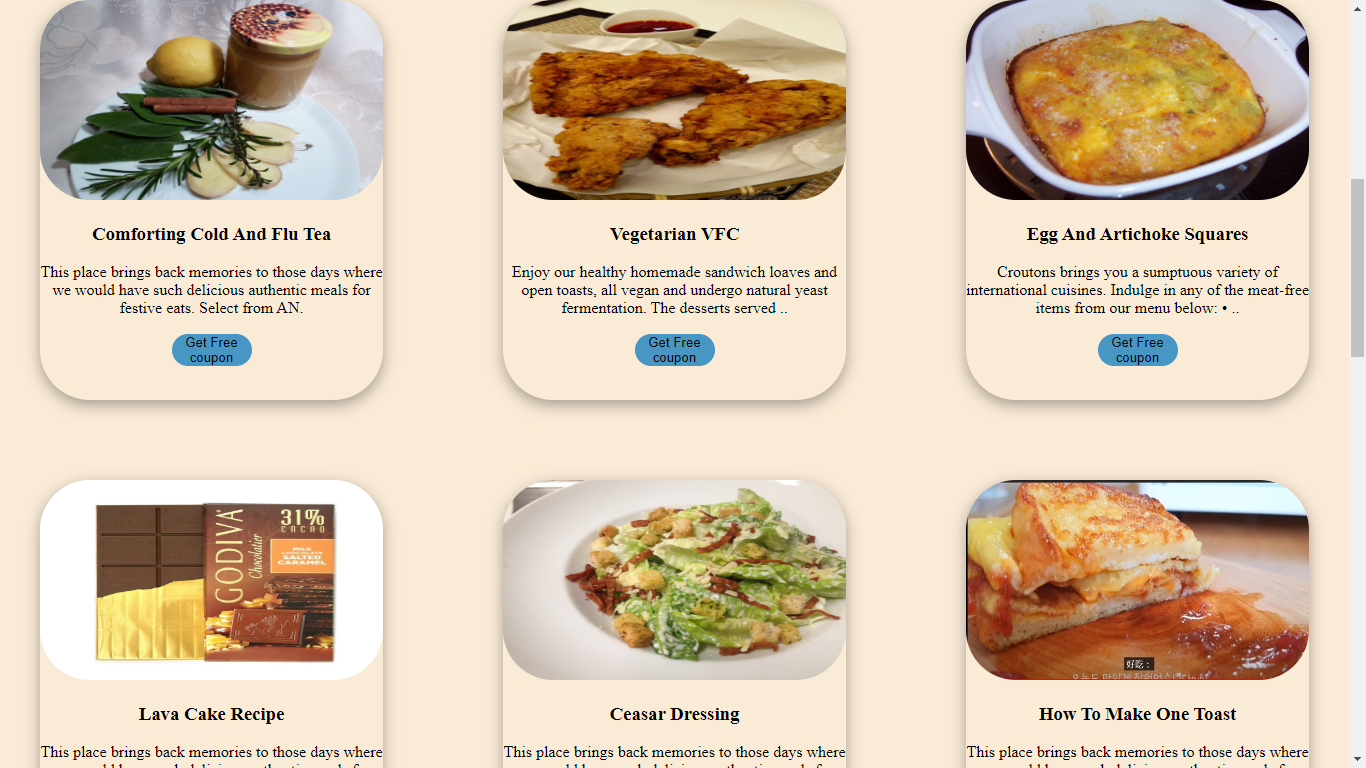 Comforting Cold And Flu Tea
This place brings back memories to those days where
we would have such delicious authentic meals for
festive eats. Select from AN.
Get Free
coupon
Vegetarian VFC
Enjoy our healthy homemade sandwich loaves and
open toasts, all vegan and undergo natural yeast
fermentation. The desserts served ..
Get Free
coupon
Egg And Artichoke Squares
Croutons brings you a sumptuous variety of
international cuisines. Indulge in any of the meat-free
items from our menu below: • ..
Get Free
coupon
GODIVA
Chocolatier
31%
CACAO
MILK
CHOCOLATE
SALTED
CARAMEL
Lava Cake Recipe
This place brings back memories to those days where
Ceasar Dressing
This place brings back memories to those days where
好吃：
How To Make One Toast
This place brings back memories to those days where